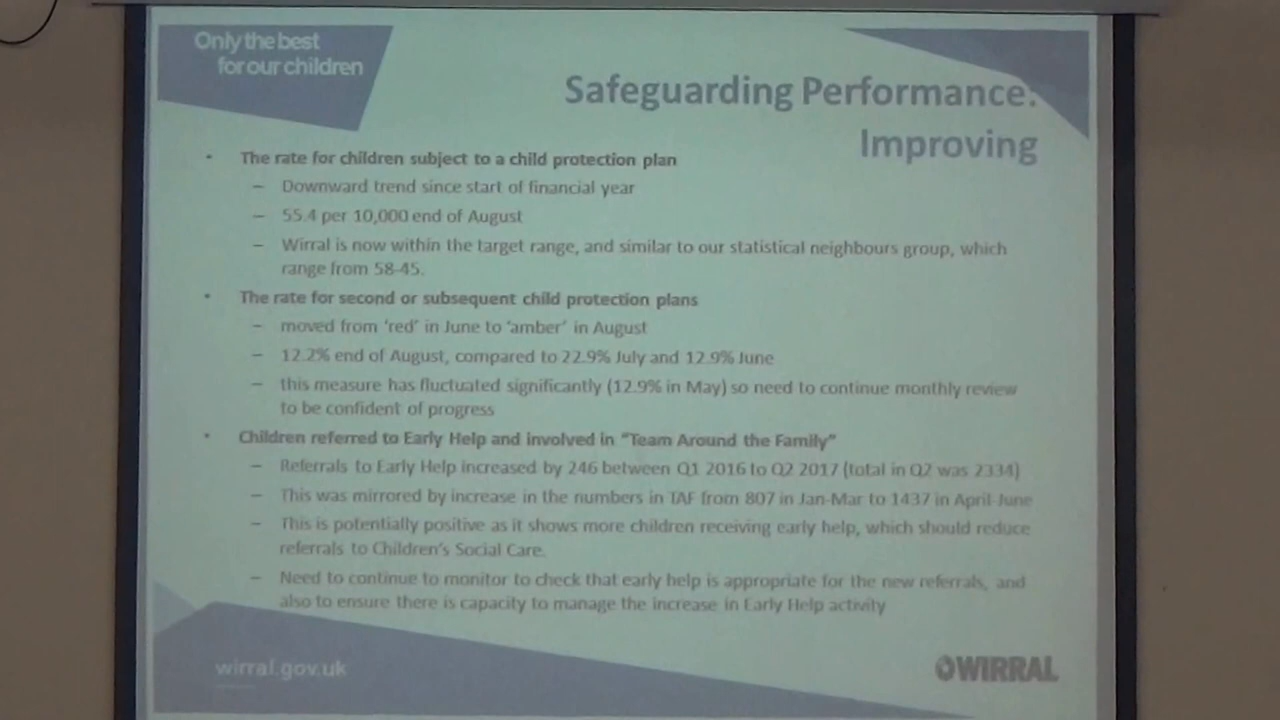 Only the best
for our children
Safeguarding Performance:
Improving
• The rate for children subject to a child protection plan
– Downward trend since start of financial year
– 55.4 per 10,000 end of August
– Wirral is now within the target range, and similar to our statistical neighbours group, which
range from 58-45.
• The rate for second or subsequent child protection plans
– moved from ‘red’ in June to ‘amber’ in August
– 12.2% end of August, compared to 22.9% July and 12.9% June
– this measure has fluctuated significantly (12.9% in May) so need to continue monthly review
to be confident of progress
• Children referred to Early Help and involved in “Team Around the Family”
– Referrals to Early Help increased by 246 between Q1 2016 to Q2 2017 (total in Q2 was 2334)
– This was mirrored by increase in the numbers in TAF from 807 in Jan-Mar to 1437 in April-June
– This is potentially positive as it shows more children receiving early help, which should reduce
referrals to Children’s Social Care.
– Need to continue to monitor to check that early help is appropriate for the new referrals, and
also to ensure there is capacity to manage the increase in Early Help activity
wirral.gov.uk
WIRRAL